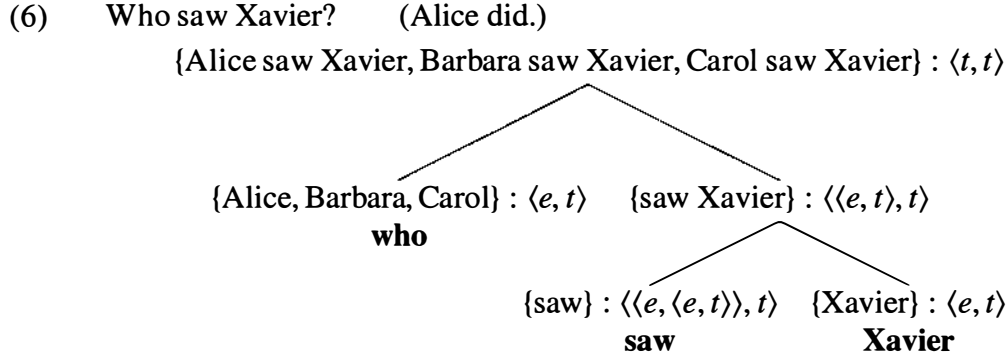 (6) Who saw Xavier? (Alice did.)
{Alice saw Xavier, Barbara saw Xavier, Carol saw Xavier} : ⟨t, t⟩
{Alice, Barbara, Carol} : ⟨e, t⟩ {saw Xavier} : ⟨⟨e, t⟩, t⟩
who
{saw} : ⟨⟨e, ⟨e, t⟩⟩, t⟩ {Xavier} : ⟨e, t⟩
saw Xavier